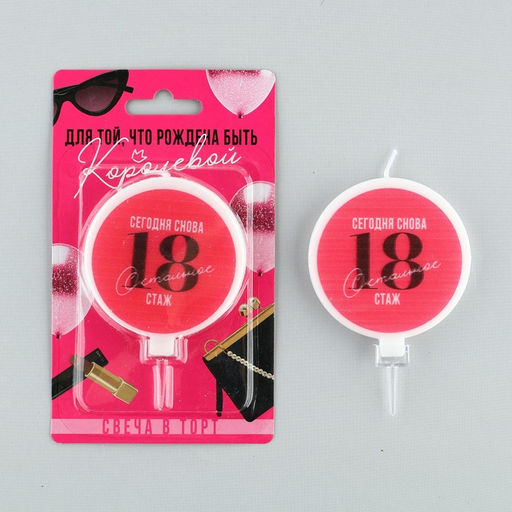 ДЛЯ ТОЙ, ЧТО РОЖДЕНА БЫТЬ
Королевой
СЕГОДНЯ СНОВА
18
Остальное
СТАЖ
СВЕЧА В ТОРТ
СЕГОДНЯ СНОВА
18
Остальное
СТАЖ